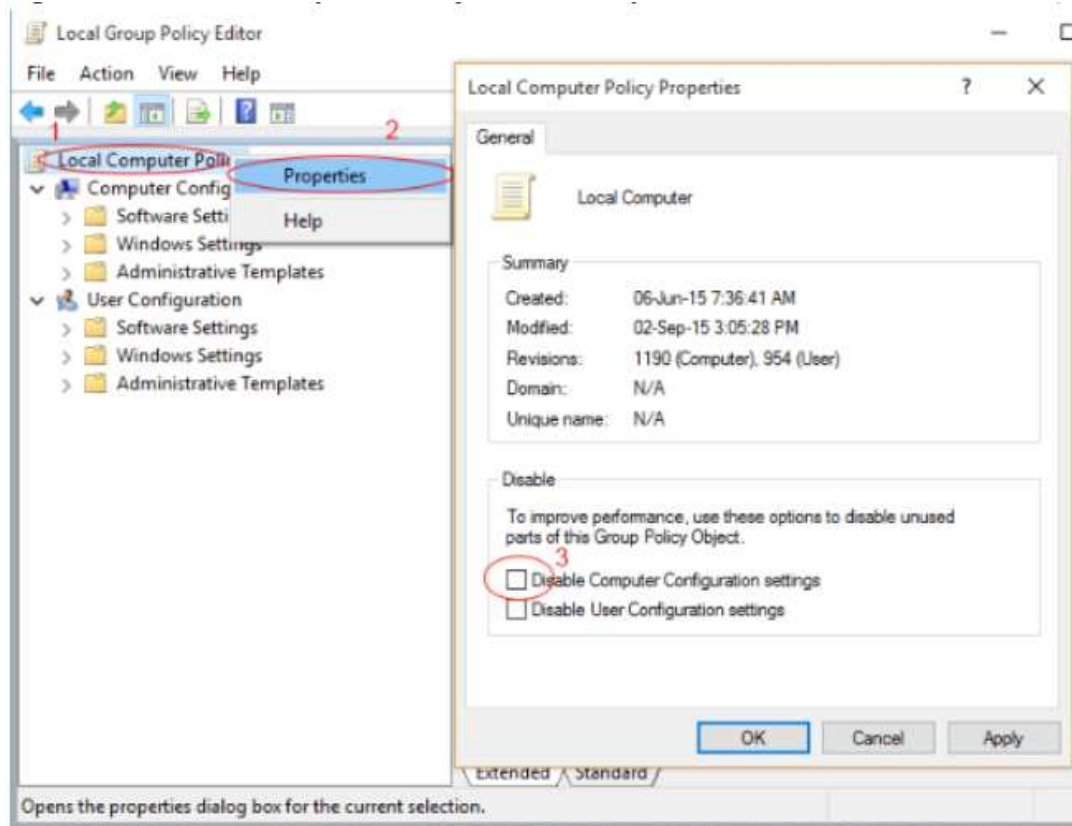 Local Group Policy Editor
File Action View Help
1
2
Local Computer Poli
Properties
Computer Config
Software Setti
Help
Windows Settings
Administrative Templates
User Configuration
Software Settings
Windows Settings
Administrative Templates
Local Computer Policy Properties ? X
General
Local Computer
Summary
Created: 06-Jun-15 7:36:41 AM
Modified: 02-Sep-15 3:05:28 PM
Revisions: 1190 (Computer), 954 (User)
Domain: N/A
Unique name: N/A
Disable
To improve performance, use these options to disable unused
parts of this Group Policy Object.
3
Disable Computer Configuration settings
Disable User Configuration settings
OK Cancel Apply
Extended Standard
Opens the properties dialog box for the current selection.